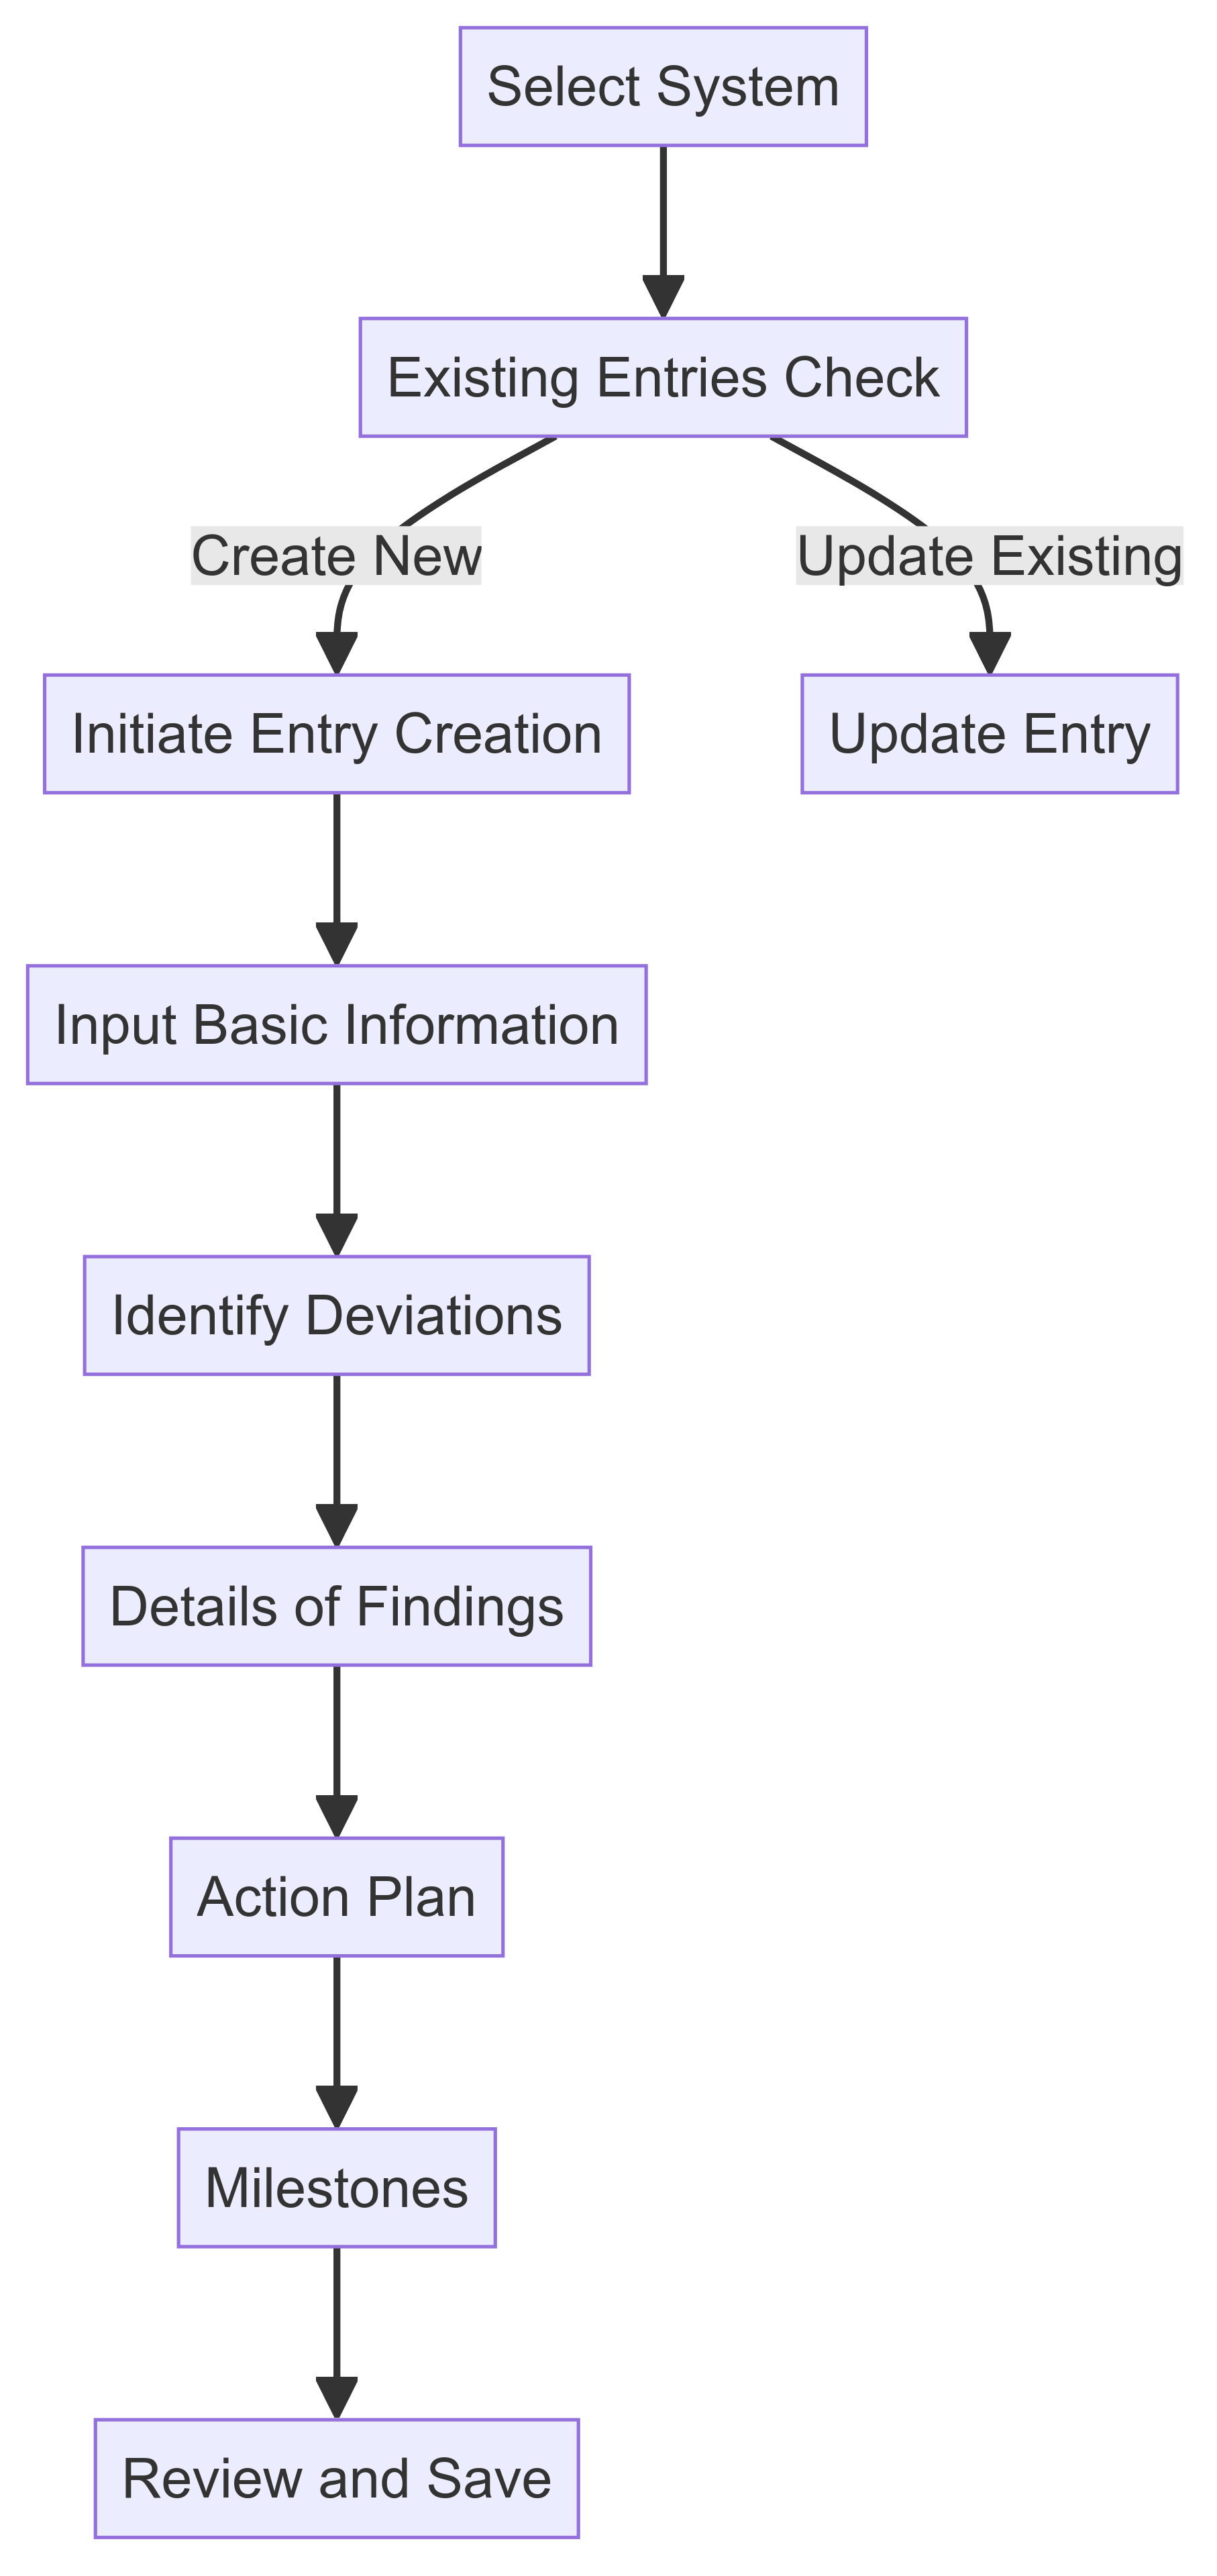 Select System
Existing Entries Check
Create New
Update Existing
Initiate Entry Creation
Update Entry
Input Basic Information
Identify Deviations
Details of Findings
Action Plan
Milestones
Review and Save